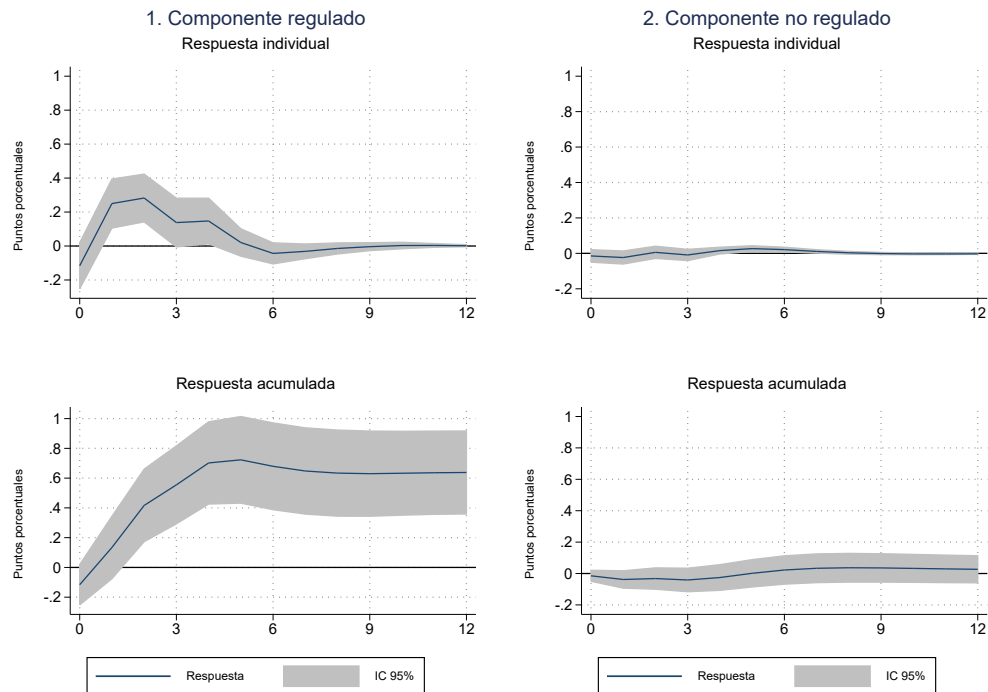 1. Componente regulado
Respuesta individual
Puntos porcentuales
1
.8
.6
.4
.2
0
-.2
0 3 6 9 12
2. Componente no regulado
Respuesta individual
Puntos porcentuales
1
.8
.6
.4
.2
0
-.2
0 3 6 9 12
Respuesta acumulada
Puntos porcentuales
1
.8
.6
.4
.2
0
-.2
0 3 6 9 12
Respuesta IC 95%
Respuesta acumulada
Puntos porcentuales
1
.8
.6
.4
.2
0
-.2
0 3 6 9 12
Respuesta IC 95%